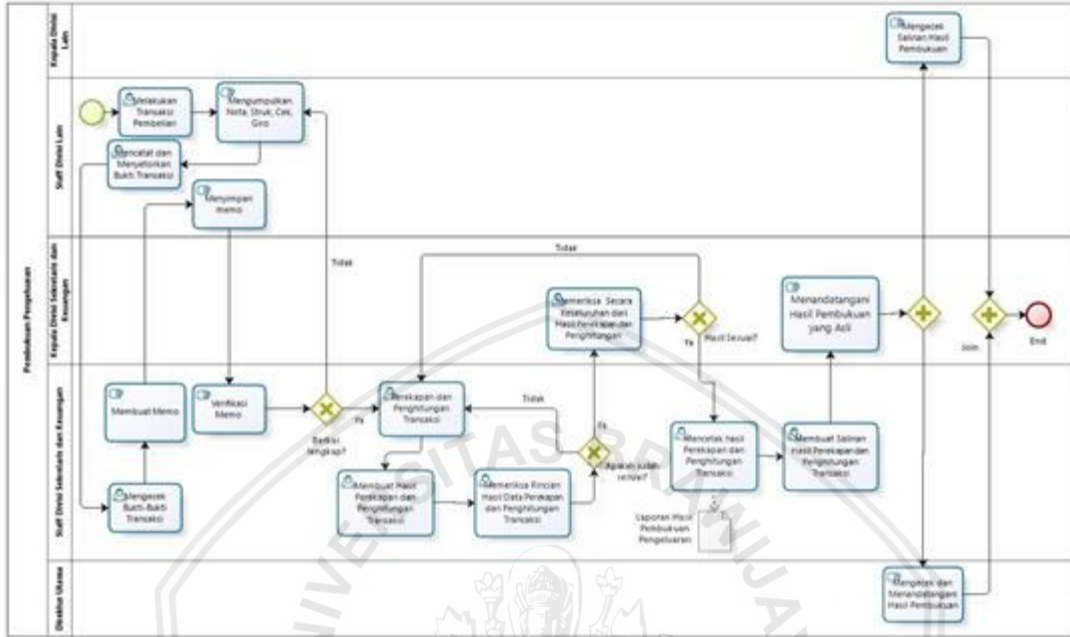 Pembukuan Pengeluaran
Kepala Divisi
Lain
Mengecek
Salinan Hasil
Pembukuan
Staff Divisi Lain
Melakukan
Transaksi
Pembelian
Mengumpulkan
Nota, Struk, Cek,
Giro
Mencatat dan
Menyetorkan
Bukti Transaksi
Menyimpan
memo
Kepala Divisi Sekretaris dan
Keuangan
Tidak
Tidak
Memeriksa Secara
Keseluruhan dari
Hasil Perekapan dan
Penghitungan
Ya
Hasil Sesuai?
Menandatangani
Hasil Pembukuan
yang Asli
Join
End
Staff Divisi Sekretaris dan Keuangan
Membuat Memo
Verifikasi
Memo
Ya
lengkap?
Perekapan dan
Penghitungan
Transaksi
Tidak
Ya
Apakah sudah
sesuai?
Mengecek
Bukti-Bukti
Transaksi
Membuat Hasil
Perekapan dan
Penghitungan
Transaksi
Memeriksa Rincian
Hasil Data Perekapan
dan Penghitungan
Transaksi
Mencetak hasil
Perekapan dan
Penghitungan
Transaksi
Membuat Salinan
Hasil Perekapan dan
Penghitungan
Transaksi
Laporan Hasil
Pembukuan
Pengeluaran
Direktur Utama
Mengecek dan
Menandatangani
Hasil Pembukuan